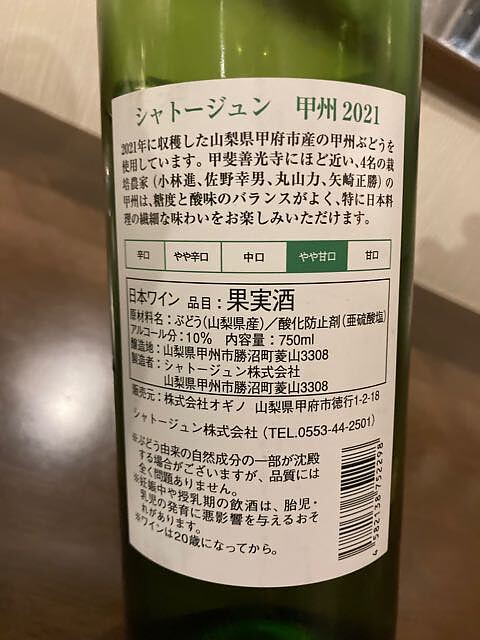 シャトージュン 甲州 2021
2021年に収穫した山梨県甲府市産の甲州ぶどうを
使用しています。甲斐善光寺にほど近い、4名の栽
培農家(小林進、佐野幸男、丸山力、矢崎正勝)の
甲州は、糖度と酸味のバランスがよく、特に日本料
理の繊細な味わいをお楽しみいただけます。
辛口 やや辛口 中口 やや甘口 甘口
日本ワイン 品目：果実酒
原材料名：ぶどう(山梨県産)／酸化防止剤(亜硫酸塩)
アルコール分：10% 内容量：750ml
醸造地：山梨県甲州市勝沼町菱山3308
製造者：シャトージュン株式会社
山梨県甲州市勝沼町菱山3308
販売元：株式会社オギノ 山梨県甲府市徳行1-2-18
シャトージュン株式会社(TEL.0553-44-2501)
※ぶどう由来の自然成分の一部が沈殿
する場合がございますが、品質には
全く問題ありません。
※妊娠中や授乳期の飲酒は、胎児・
乳児の発育に悪影響を与えるおそ
れがあります。
※ワインは20歳になってから。
4 582138 752298